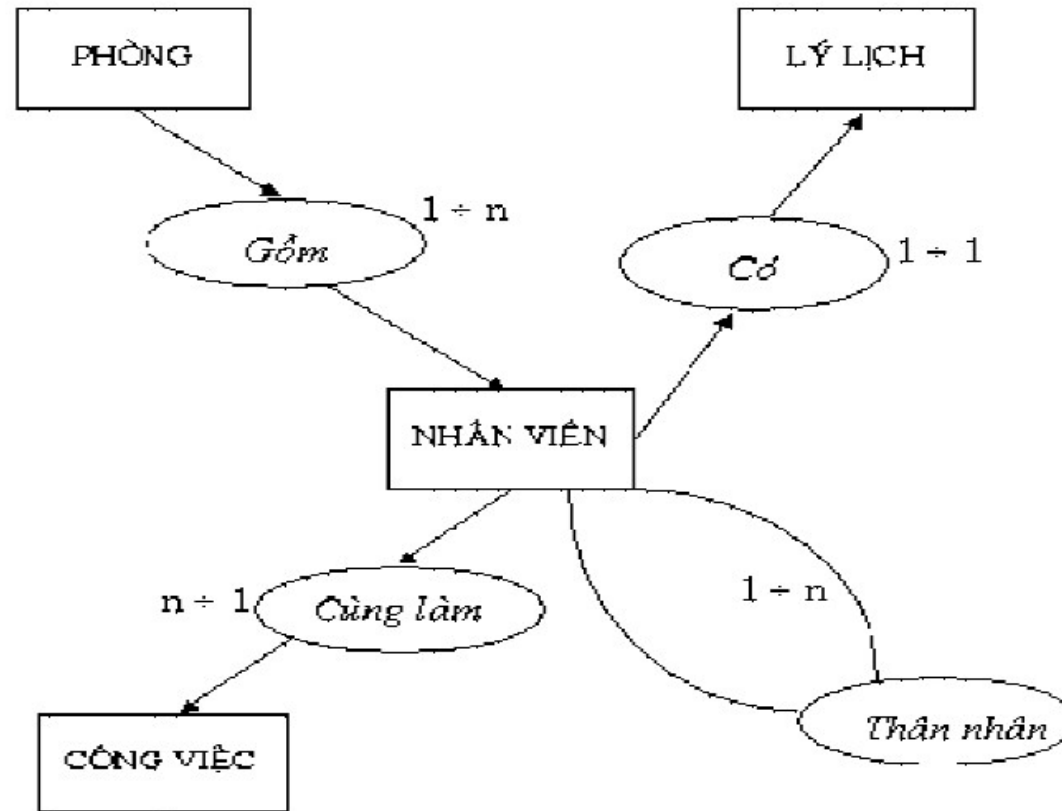 PHÒNG
LÝ LỊCH
1 ÷ n
Gồm
Có
1 ÷ 1
NHÂN VIÊN
n ÷ 1
Cùng làm
1 ÷ n
Thân nhân
CÔNG VIỆC